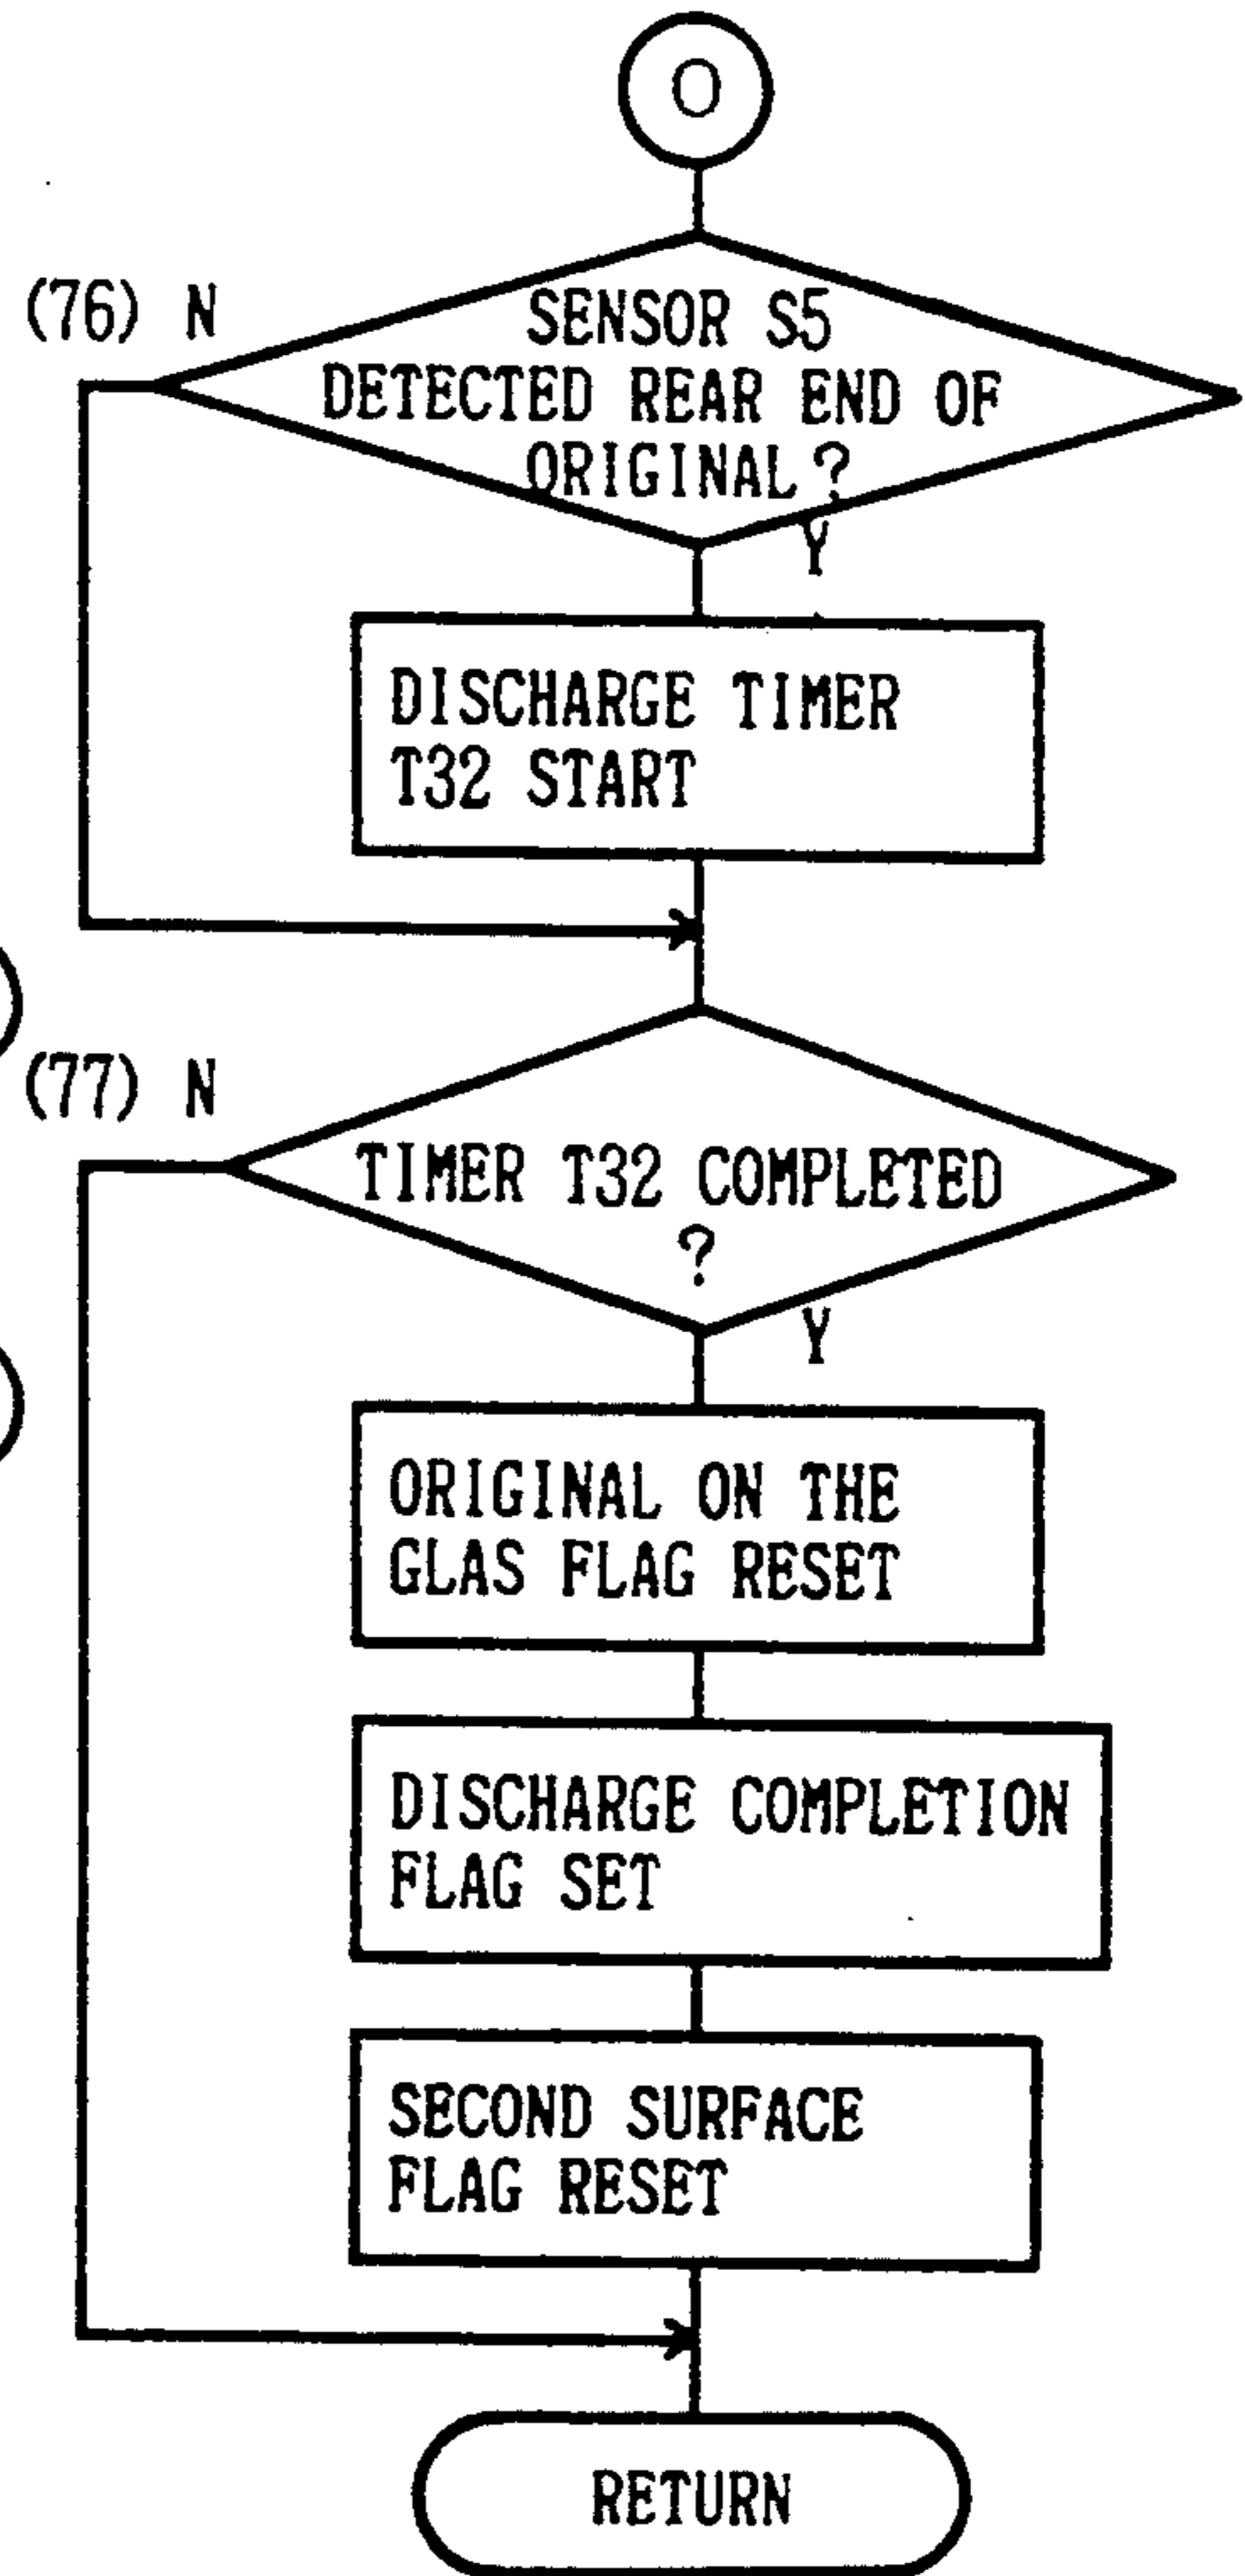 O
(76) N
SENSOR S5
DETECTED REAR END OF
ORIGINAL?
Y
DISCHARGE TIMER
T32 START
(77) N
TIMER T32 COMPLETED
?
Y
ORIGINAL ON THE
GLAS FLAG RESET
DISCHARGE COMPLETION
FLAG SET
SECOND SURFACE
FLAG RESET
RETURN